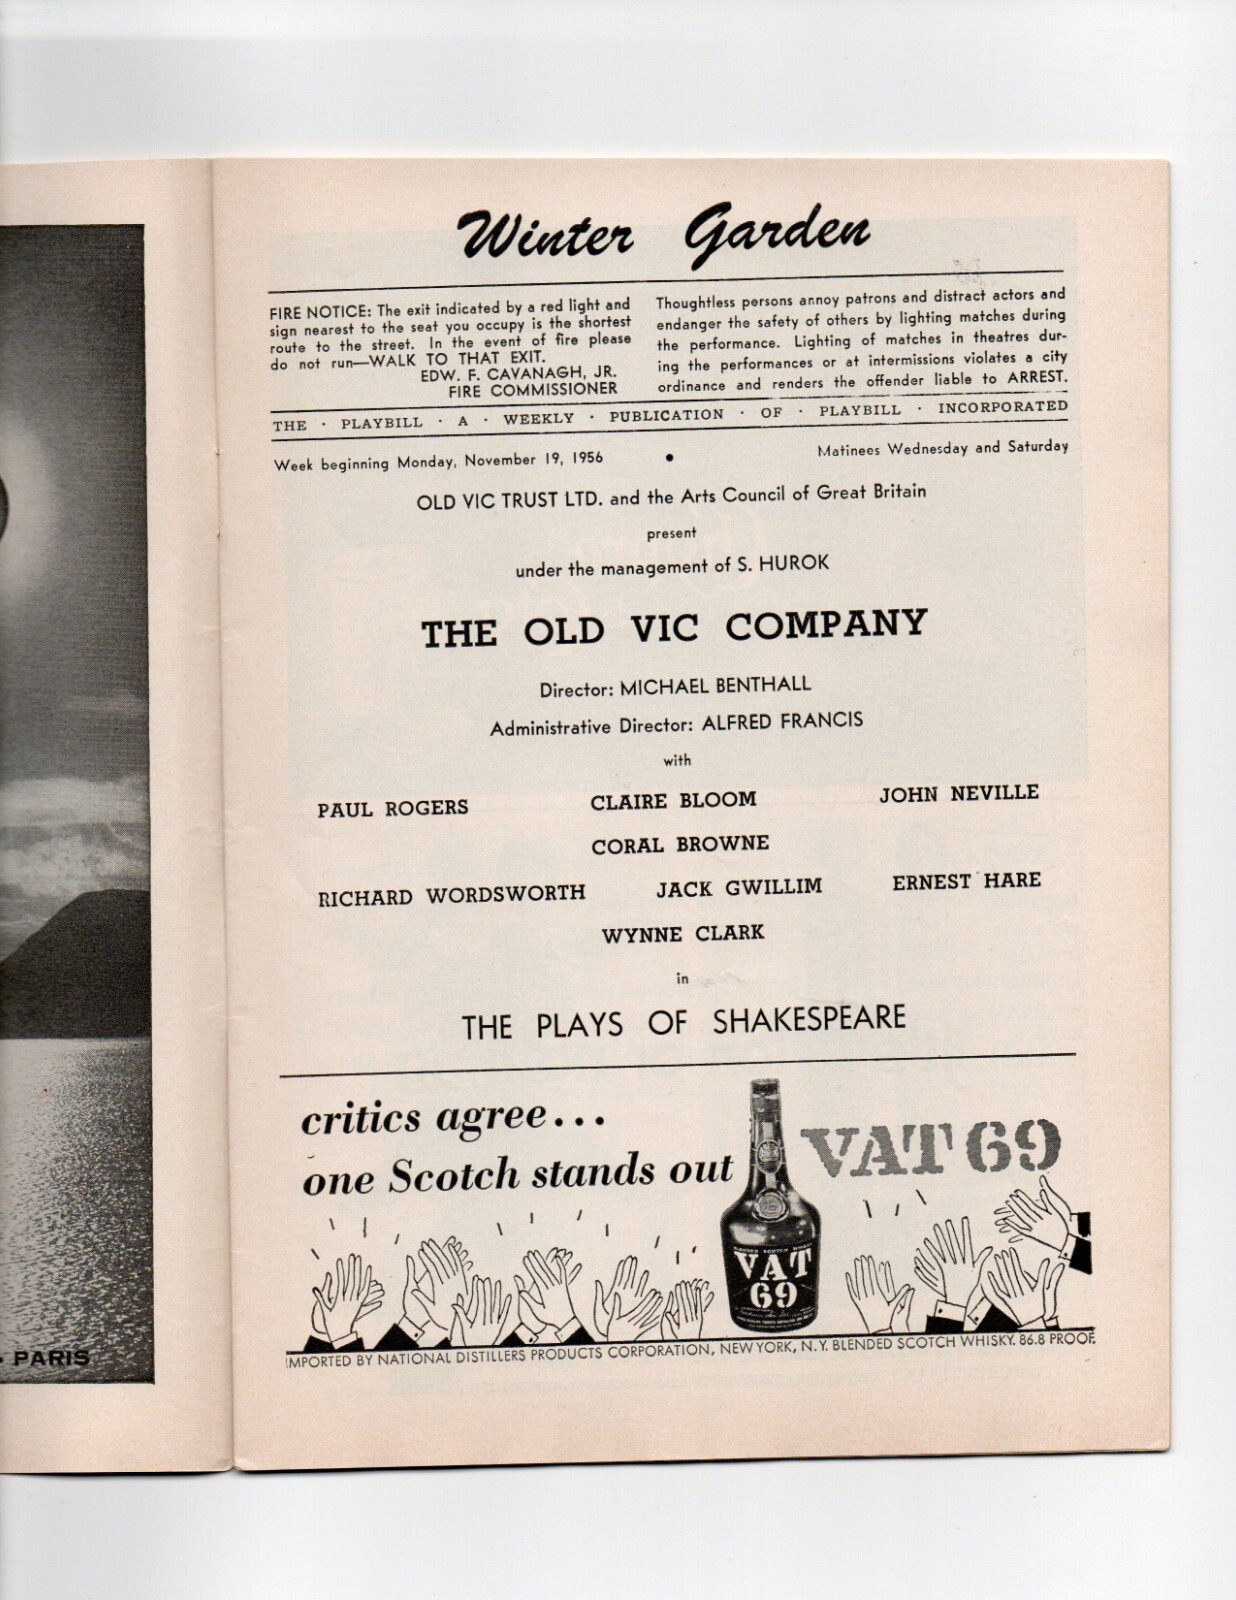 Winter Garden
FIRE NOTICE: The exit indicated by a red light and
sign nearest to the seat you occupy is the shortest
route to the street. In the event of fire please
do not run—WALK TO THAT EXIT.
EDW. F. CAVANAGH, JR.
FIRE COMMISSIONER
Thoughtless persons annoy patrons and distract actors and
endanger the safety of others by lighting matches during
the performance. Lighting of matches in theatres dur-
ing the performances or at intermissions violates a city
ordinance and renders the offender liable to ARREST.
THE · PLAYBILL · A · WEEKLY · PUBLICATION · OF · PLAYBILL · INCORPORATED
Week beginning Monday, November 19, 1956 • Matinees Wednesday and Saturday
OLD VIC TRUST LTD. and the Arts Council of Great Britain
present
under the management of S. HUROK
THE OLD VIC COMPANY
Director: MICHAEL BENTHALL
Administrative Director: ALFRED FRANCIS
with
PAUL ROGERS CLAIRE BLOOM JOHN NEVILLE
CORAL BROWNE
RICHARD WORDSWORTH JACK GWILLIM ERNEST HARE
WYNNE CLARK
in
THE PLAYS OF SHAKESPEARE
critics agree...
one Scotch stands out
VAT 69
BLENDED SCOTCH WHISKY
VAT
69
IMPORTED BY NATIONAL DISTILLERS PRODUCTS CORPORATION, NEW YORK, N.Y. BLENDED SCOTCH WHISKY. 86.8 PROOF.
PARIS